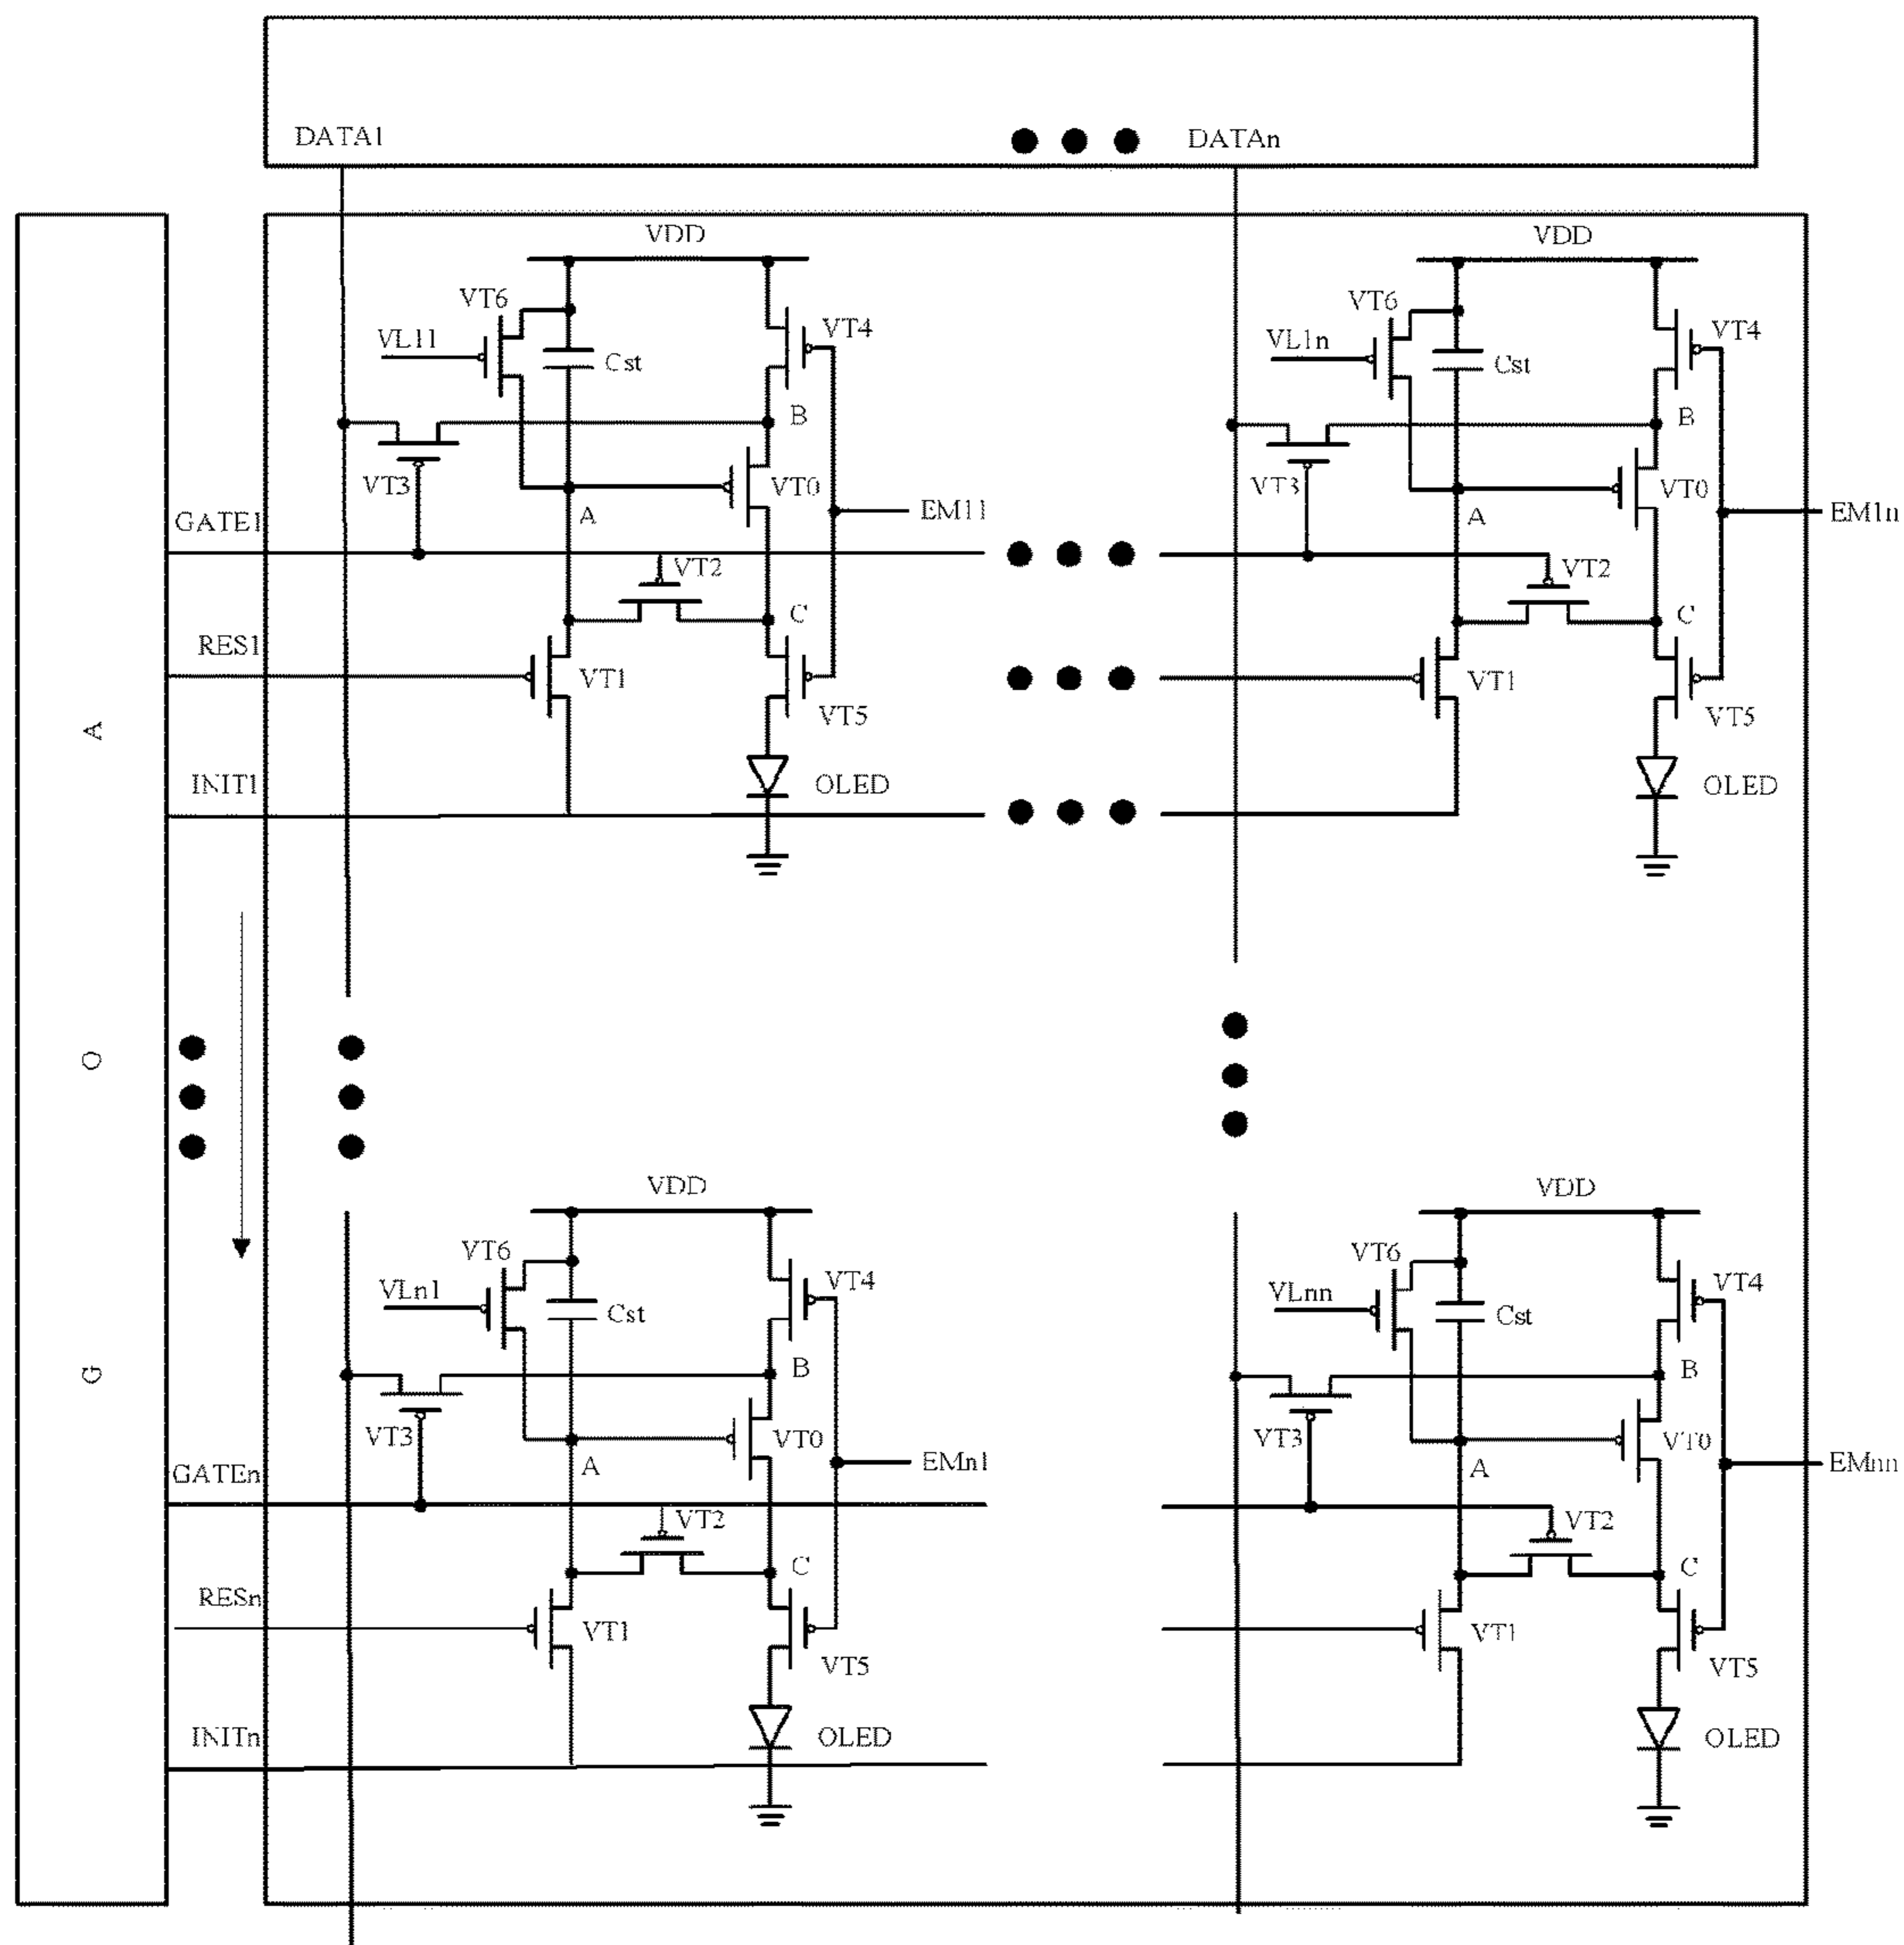 DATA1 DATAn
VDD VDD
VT6 VT4 VT6 VT4
VL11 Cst VL1n Cst
B B
VT3 VT0 VT3 VT0
GATE1 A EM11 A EM1n
VT2 VT2
C C
RES1 VT1 VT1
VT5 VT5
A
INIT1 OLED OLED
O
VDD VDD
VT6 VT4 VT6 VT4
VLn1 Cst VLnn Cst
G B B
VT3 VT0 VT3 VT0
GATEn A EMn1 A EMnn
VT2 VT2
C C
RESn VT1 VT1
VT5 VT5
INITn OLED OLED